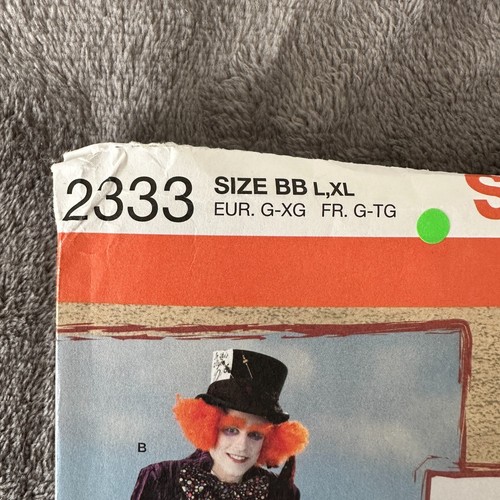 2333 SIZE BB L,XL
EUR. G-XG FR. G-TG
S
B